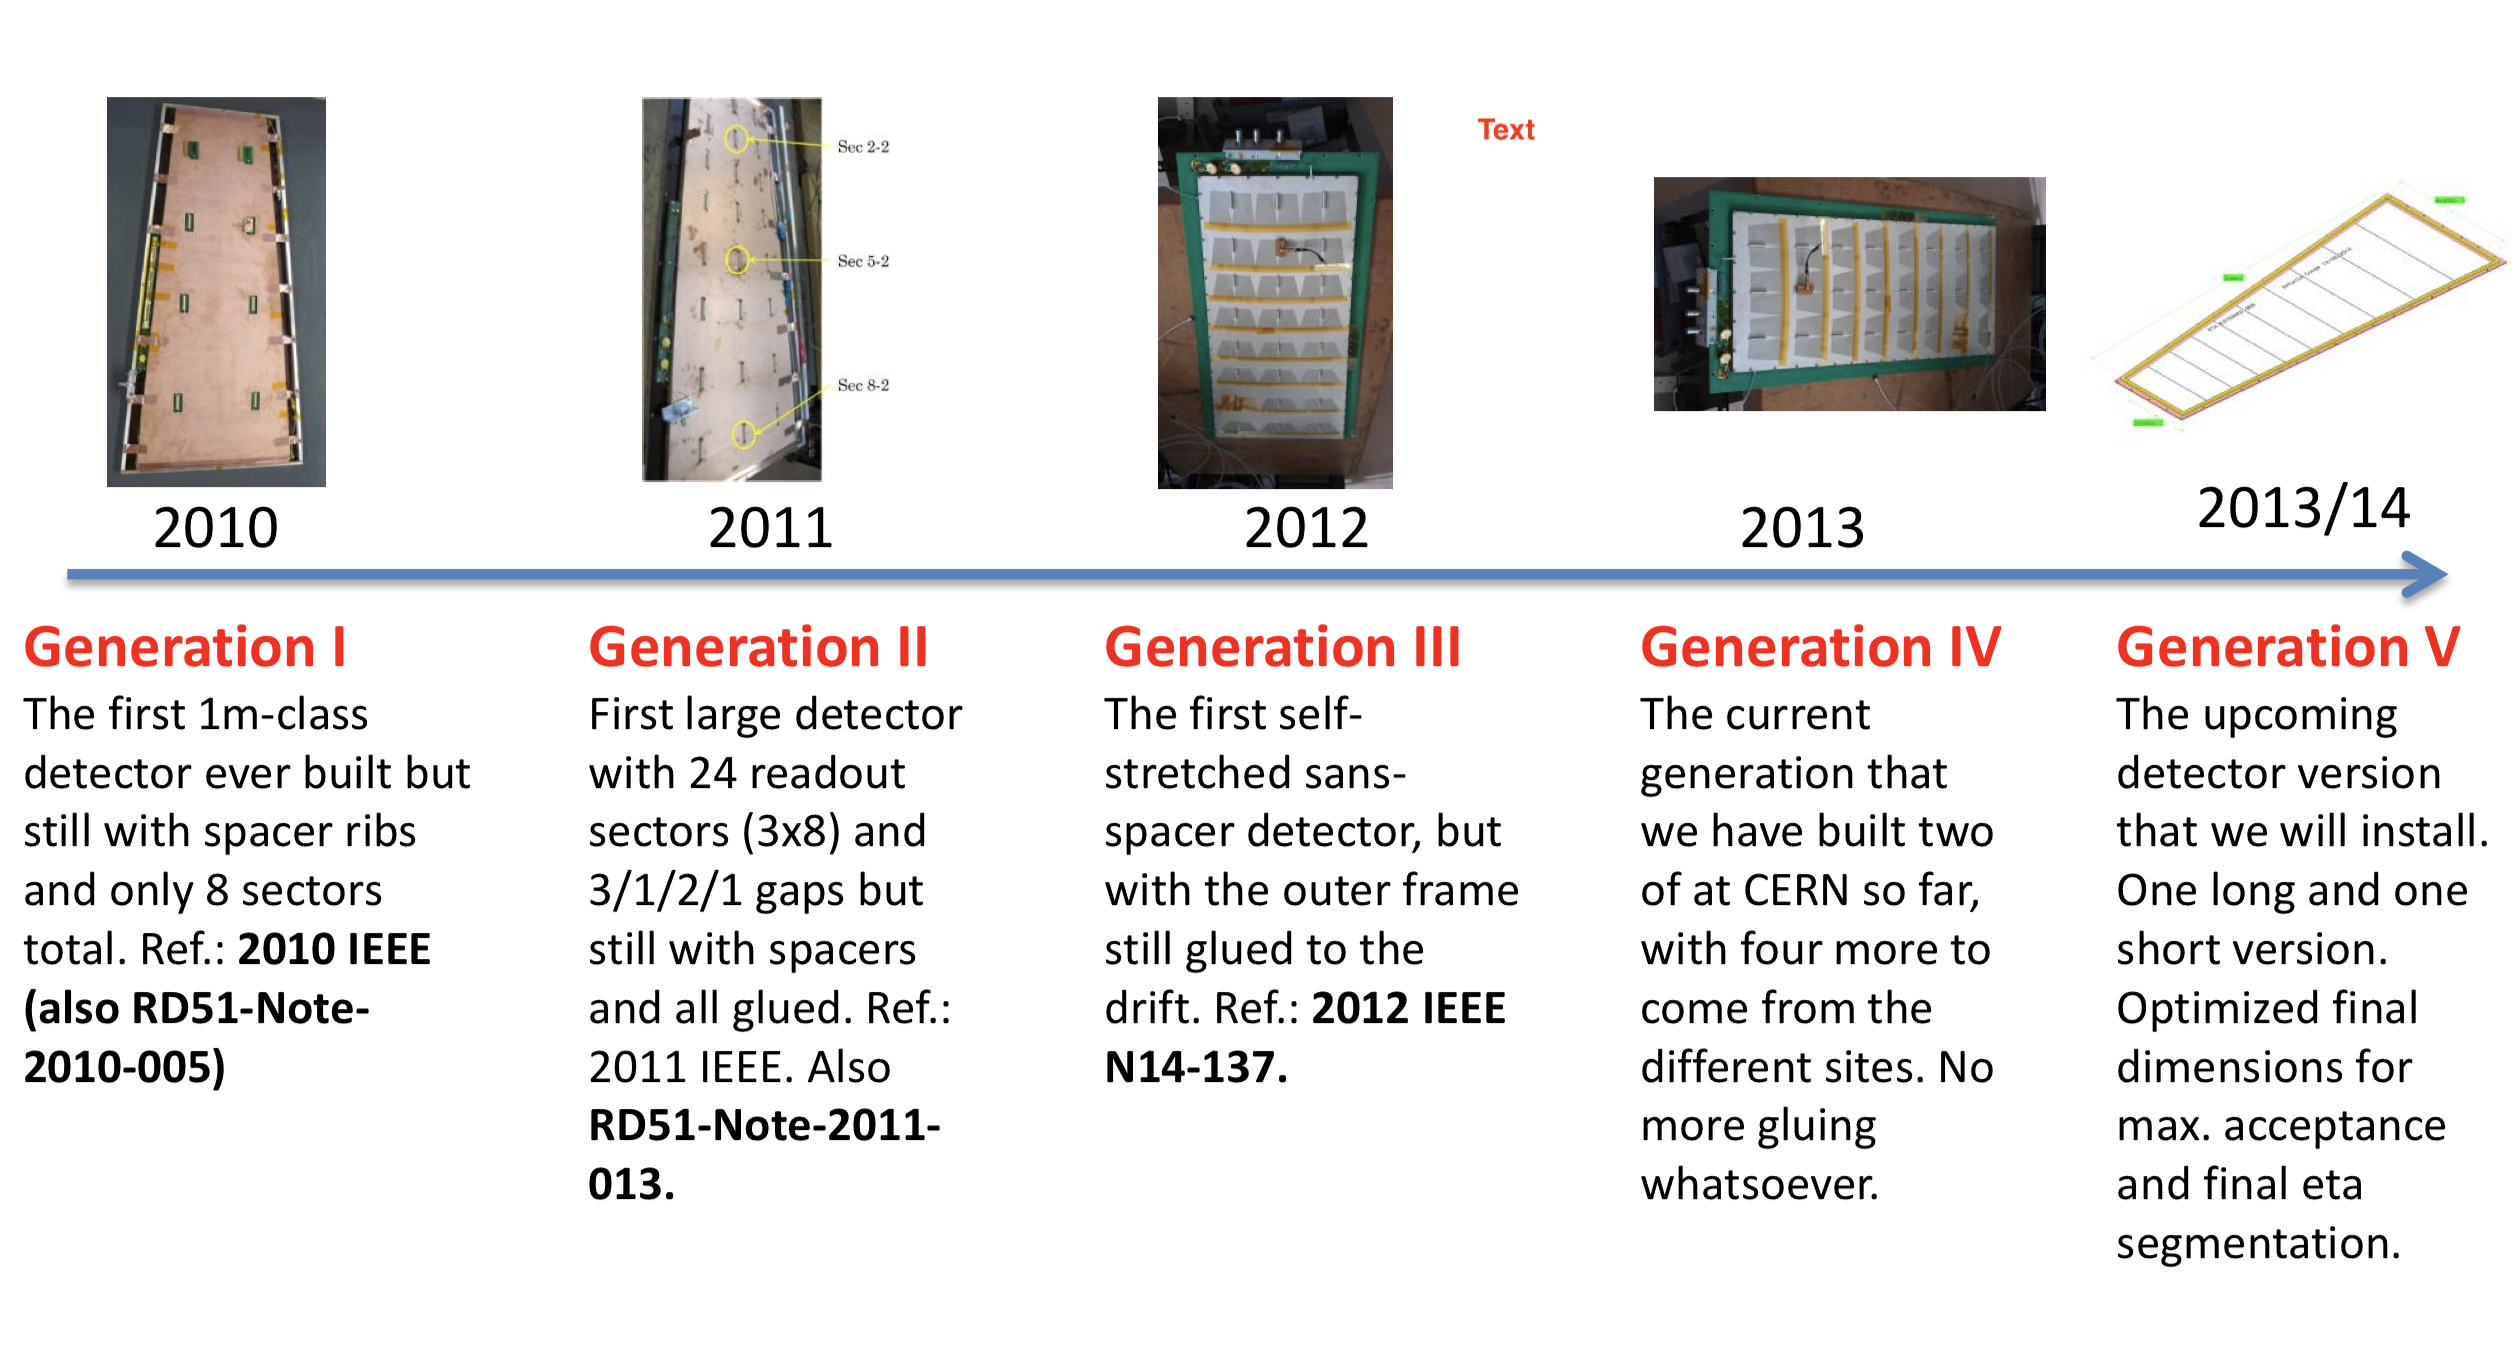 Text
Sec 2-2
Sec 5-2
Sec 8-2
2010
2011
2012
2013
2013/14
Generation I
The first 1m-class
detector ever built but
still with spacer ribs
and only 8 sectors
total. Ref.: 2010 IEEE
(also RD51-Note-
2010-005)
Generation II
First large detector
with 24 readout
sectors (3x8) and
3/1/2/1 gaps but
still with spacers
and all glued. Ref.:
2011 IEEE. Also
RD51-Note-2011-
013.
Generation III
The first self-
stretched sans-
spacer detector, but
with the outer frame
still glued to the
drift. Ref.: 2012 IEEE
N14-137.
Generation IV
The current
generation that
we have built two
of at CERN so far,
with four more to
come from the
different sites. No
more gluing
whatsoever.
Generation V
The upcoming
detector version
that we will install.
One long and one
short version.
Optimized final
dimensions for
max. acceptance
and final eta
segmentation.